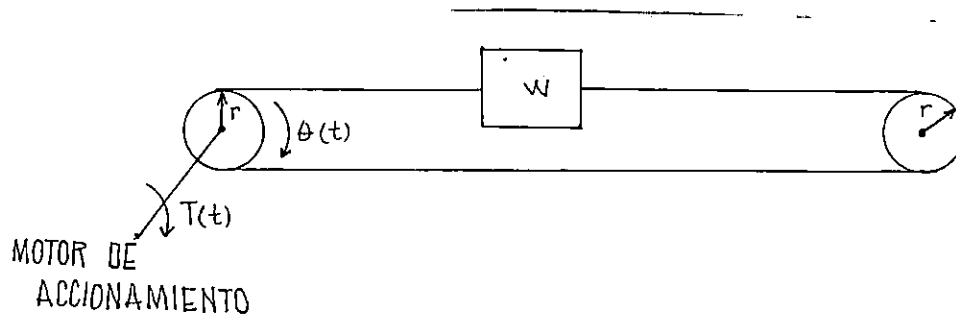 W
r
θ(t)
r
T(t)
MOTOR DE
ACCIONAMIENTO